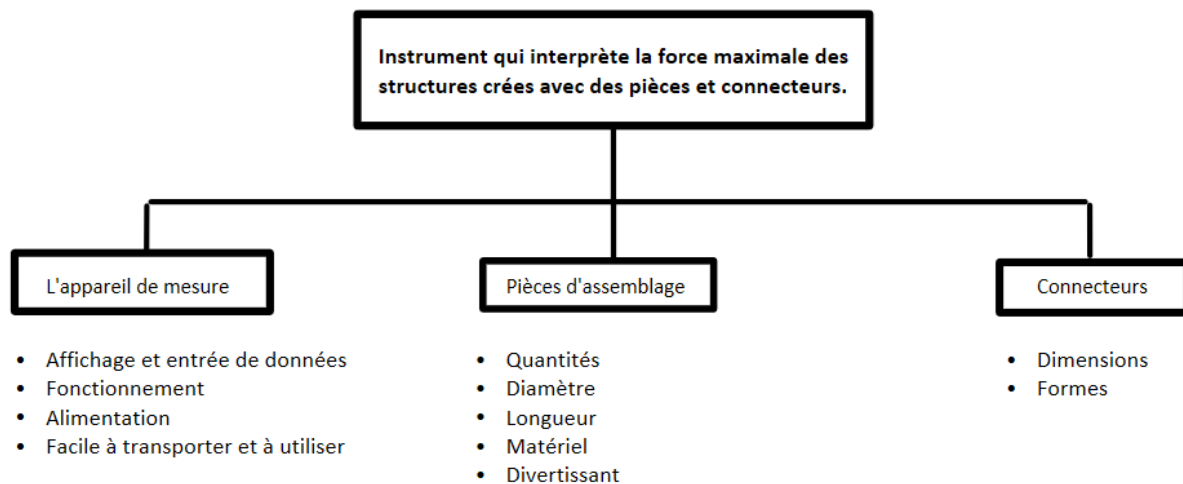 Instrument qui interprète la force maximale des
structures crées avec des pièces et connecteurs.
L'appareil de mesure
• Affichage et entrée de données
• Fonctionnement
• Alimentation
• Facile à transporter et à utiliser
Pièces d'assemblage
• Quantités
• Diamètre
• Longueur
• Matériel
• Divertissant
Connecteurs
• Dimensions
• Formes